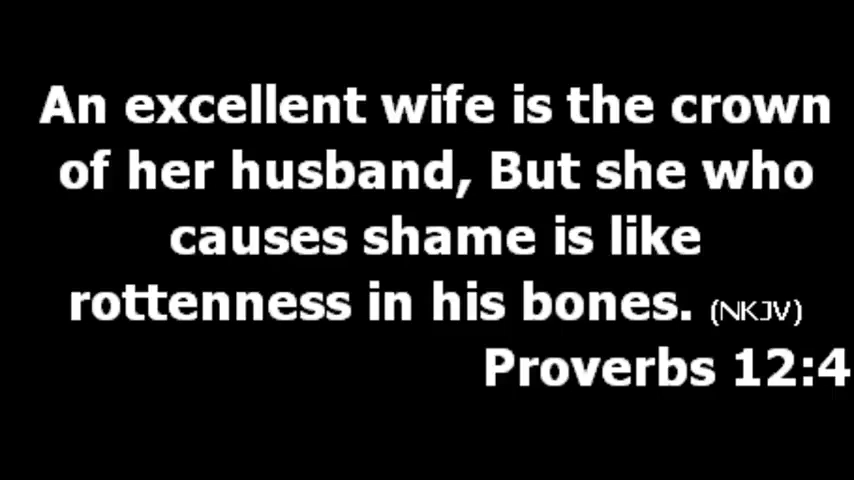 An excellent wife is the crown
of her husband, But she who
causes shame is like
rottenness in his bones. (NKJV)
Proverbs 12:4